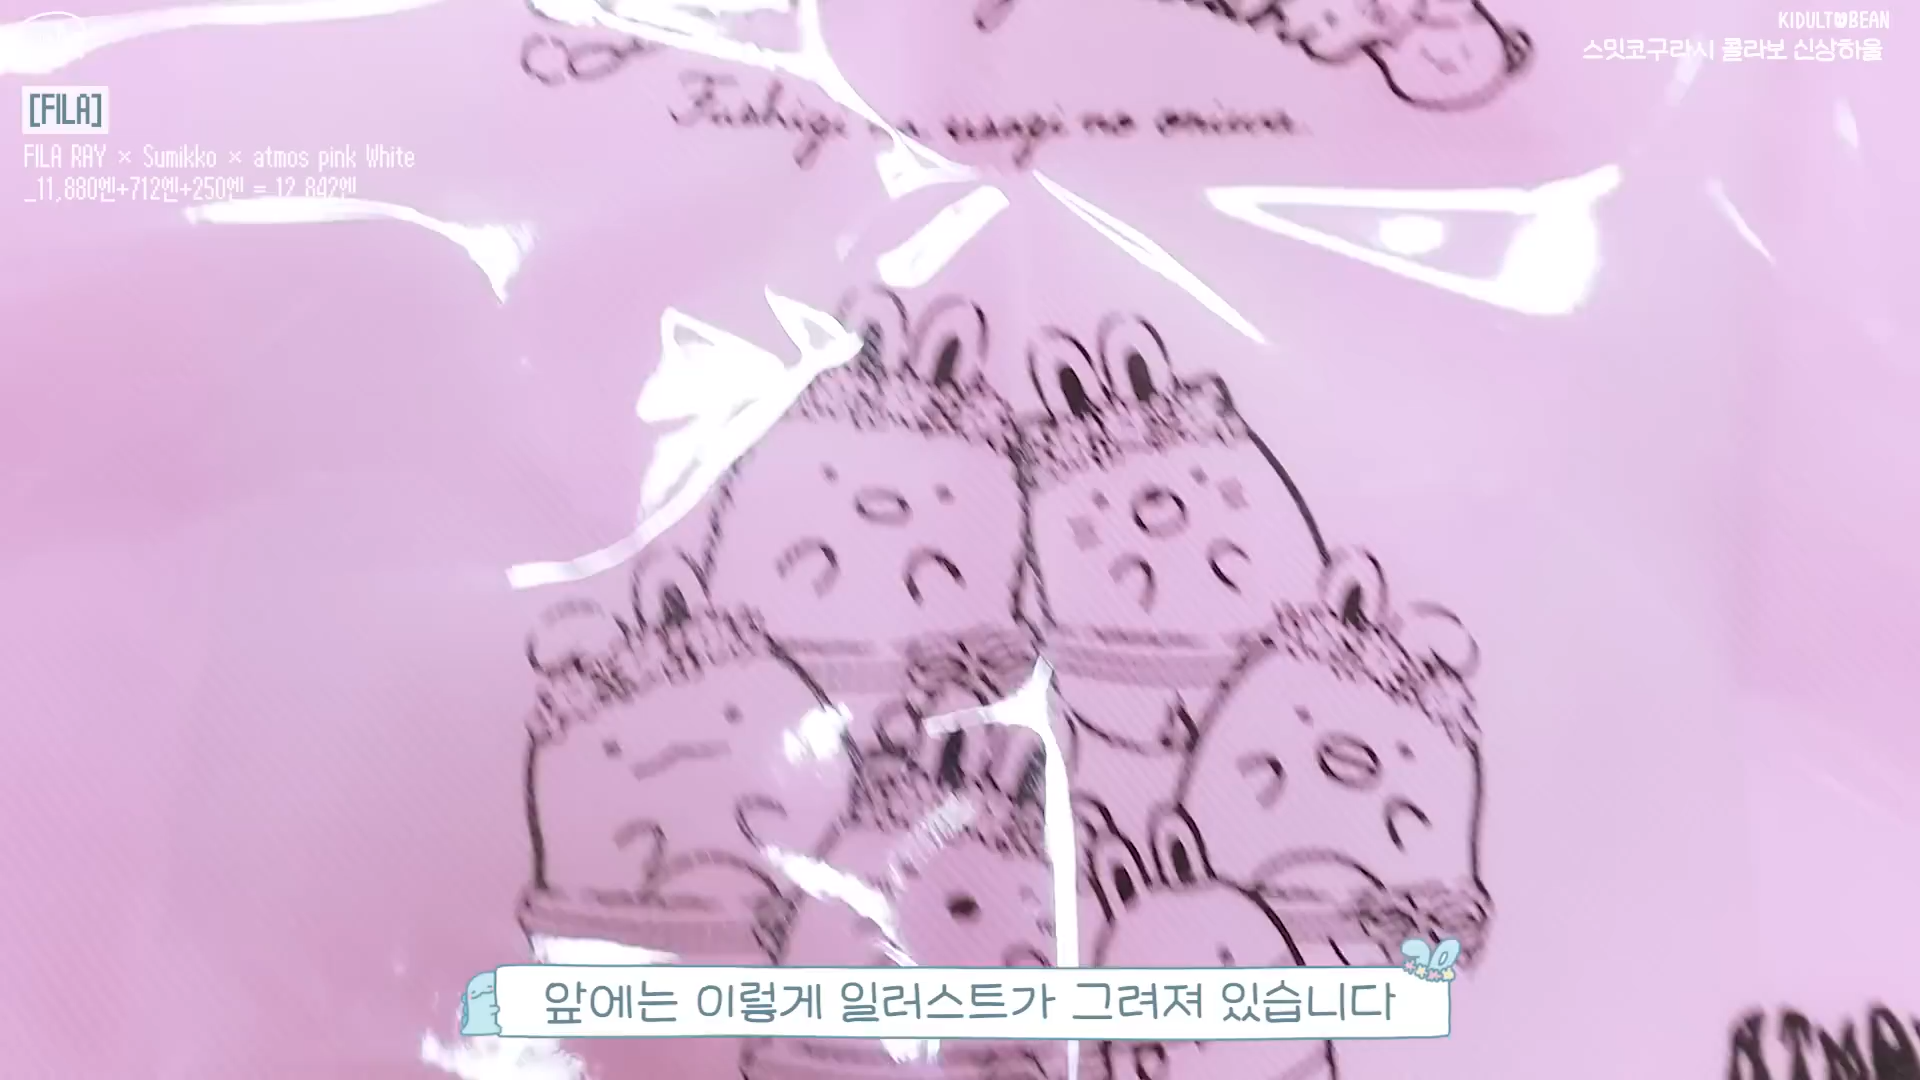 KIDULT BEAN
스밋코구라시 콜라보 신상하울
[FILA]
FILA RAY × Sumikko × atmos pink White
_11,880엔+712엔+250엔 = 12,842엔
Fushigi na usagi no oniwa.
앞에는 이렇게 일러스트가 그려져 있습니다